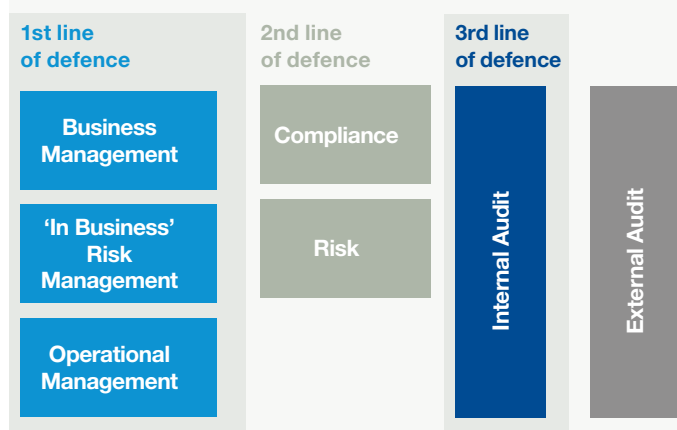 1st line
of defence
Business
Management
‘In Business’
Risk
Management
Operational
Management
2nd line
of defence
Compliance
Risk
3rd line
of defence
Internal Audit
External Audit